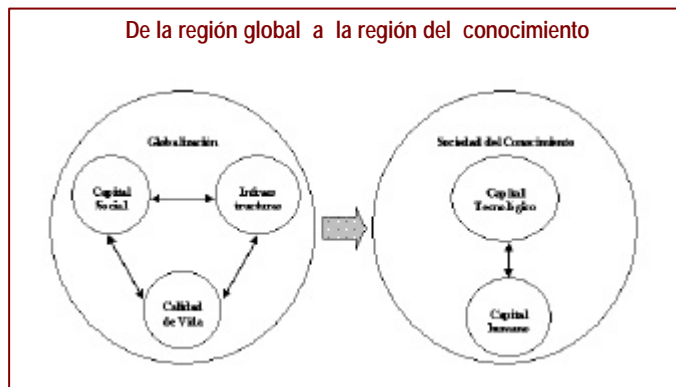 De la región global a la región del conocimiento
Globalización
Capital
Social
Infraes
tructuras
Calidad
de Vida
Sociedad del Conocimiento
Capital
Tecnológico
Capital
humano